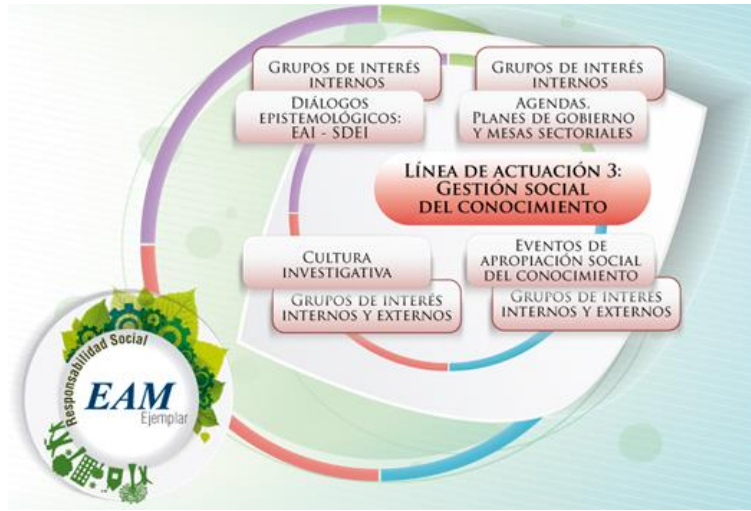 GRUPOS DE INTERÉS
INTERNOS
DIÁLOGOS
EPISTEMOLÓGICOS:
EAI - SDEI
GRUPOS DE INTERÉS
INTERNOS
AGENDAS,
PLANES DE GOBIERNO
Y MESAS SECTORIALES
LÍNEA DE ACTUACIÓN 3:
GESTIÓN SOCIAL
DEL CONOCIMIENTO
CULTURA
INVESTIGATIVA
GRUPOS DE INTERÉS
INTERNOS Y EXTERNOS
EVENTOS DE
APROPIACIÓN SOCIAL
DEL CONOCIMIENTO
GRUPOS DE INTERÉS
INTERNOS Y EXTERNOS
Responsabilidad Social
EAM
Ejemplar